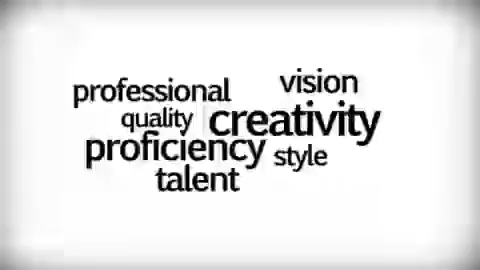 vision
professional
quality creativity
proficiency style
talent